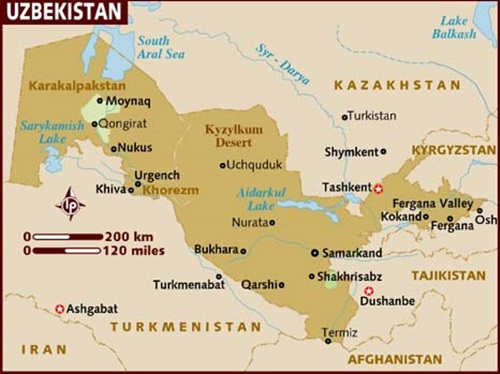 UZBEKISTAN
South
Aral Sea
Lake
Balkash
Syr - Darya
Karakalpakstan
Moynaq
KAZAKHSTAN
Qongirat
Turkistan
Sarykamish
Lake
Kyzylkum
Desert
Nukus
Shymkent
KYRGYZSTAN
Uchquduk
Urgench
Khiva
Khorezm
Aidarkul
Lake
Tashkent
Fergana Valley
Kokand
Osh
Fergana
Nurata
LP
0 200 km
0 120 miles
Bukhara
Samarkand
Turkmenabat
Qarshi
Shakhrisabz
TAJIKISTAN
Dushanbe
Ashgabat
TURKMENISTAN
Termiz
IRAN
AFGHANISTAN